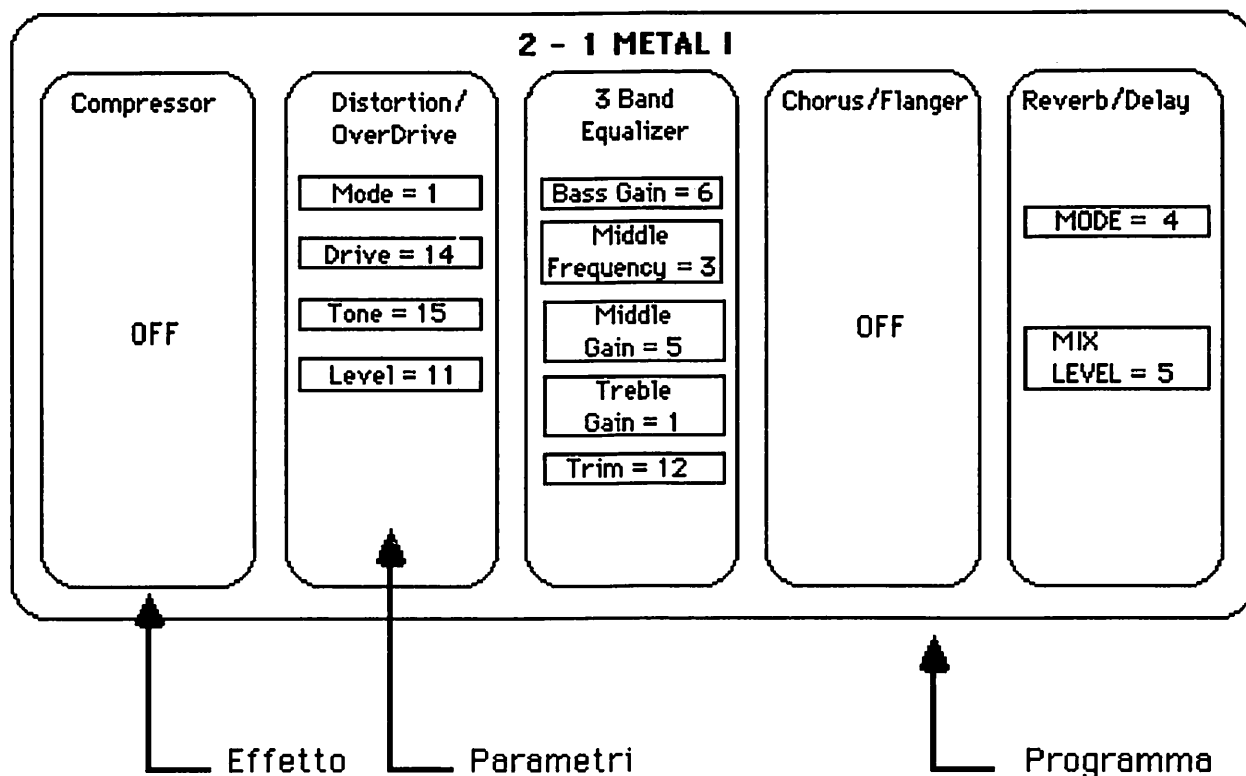 2 - 1 METAL I
Compressor
OFF
Distortion/
OverDrive
Mode = 1
Drive = 14
Tone = 15
Level = 11
3 Band
Equalizer
Bass Gain = 6
Middle
Frequency = 3
Middle
Gain = 5
Treble
Gain = 1
Trim = 12
Chorus/Flanger
OFF
Reverb/Delay
MODE = 4
MIX
LEVEL = 5
Effetto
Parametri
Programma